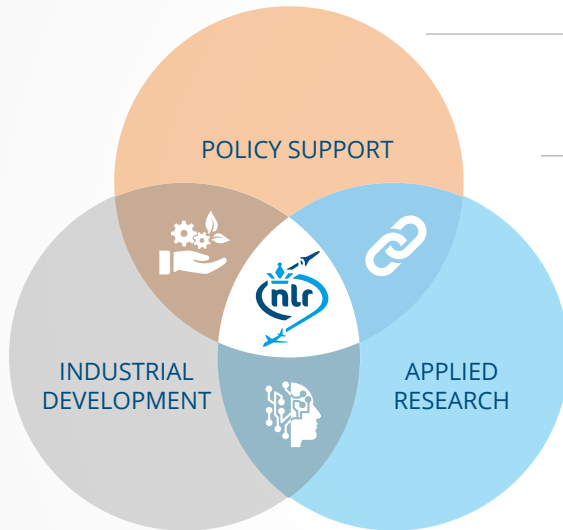 POLICY SUPPORT
nlr
INDUSTRIAL
DEVELOPMENT
APPLIED
RESEARCH